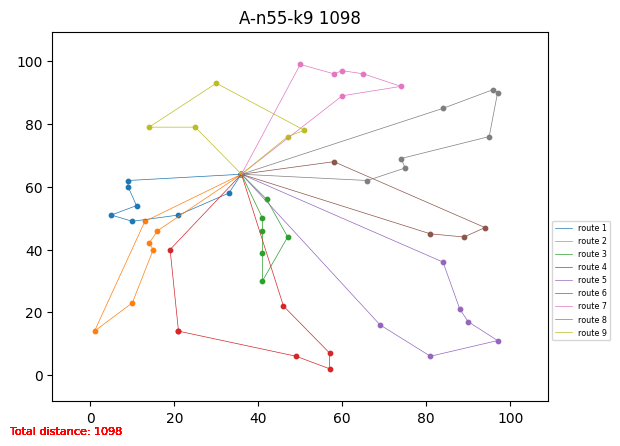 A-n55-k9 1098
100
80
60
40
20
0
0 20 40 60 80 100
route 1
route 2
route 3
route 4
route 5
route 6
route 7
route 8
route 9
Total distance: 1098